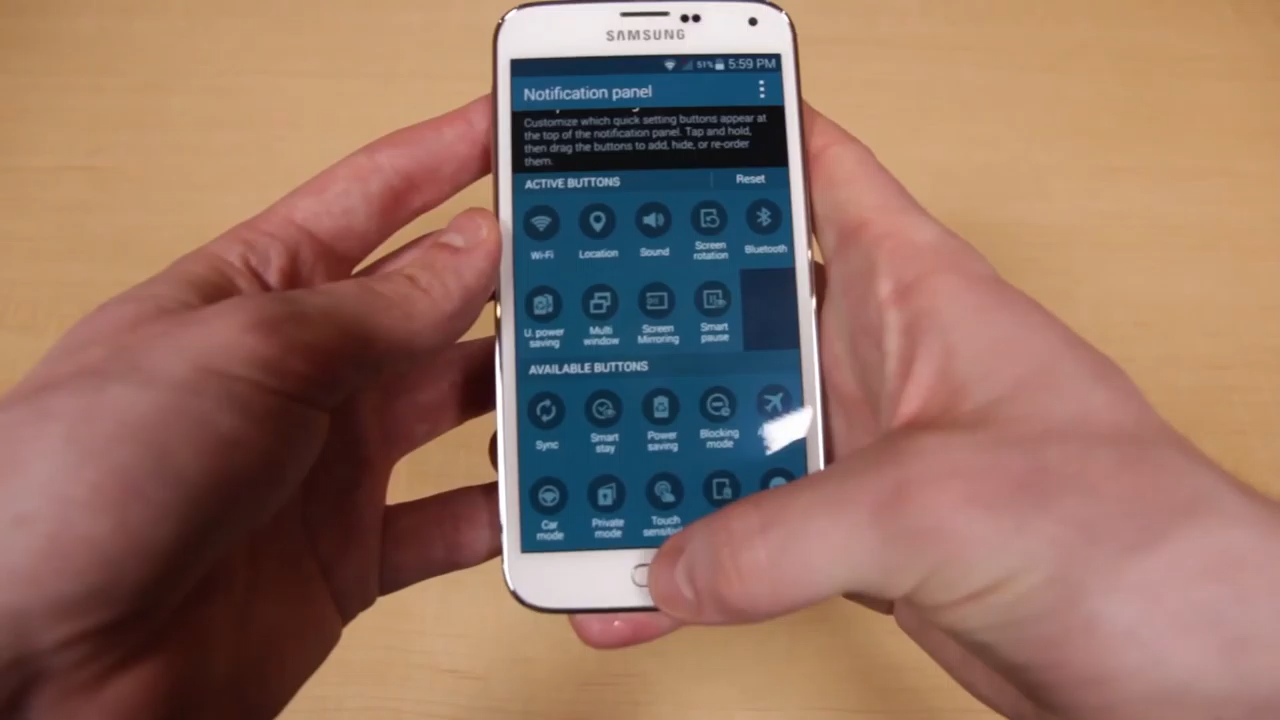 SAMSUNG
51% 5:59 PM
Notification panel
Customize which quick setting buttons appear at
the top of the notification panel. Tap and hold,
then drag the buttons to add, hide, or re-order
them.
ACTIVE BUTTONS Reset
Wi-Fi Location Sound Screen rotation Bluetooth
U. power saving Multi window Screen Mirroring Smart pause
AVAILABLE BUTTONS
Sync Smart stay Power saving Blocking mode
Car mode Private mode Touch